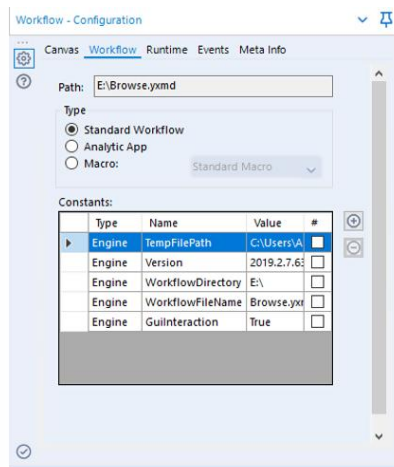 Workflow - Configuration
Canvas Workflow Runtime Events Meta Info
Path: E:\Browse.yxmd
Type
Standard Workflow
Analytic App
Macro: Standard Macro
Constants:
Type Name Value #
Engine TempFilePath C:\Users\A
Engine Version 2019.2.7.63
Engine WorkflowDirectory E:\
Engine WorkflowFileName Browse.yxr
Engine GuiInteraction True